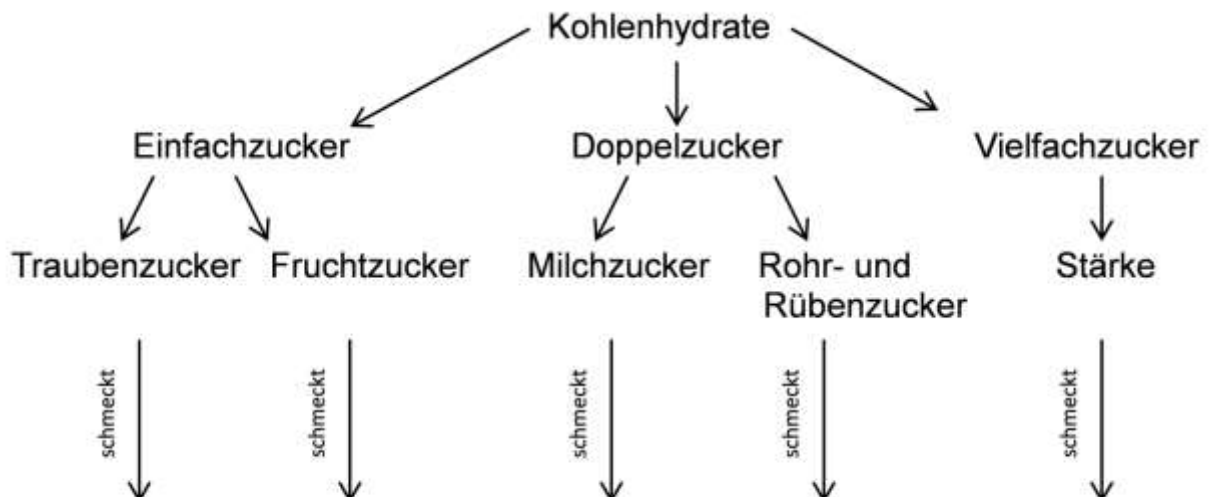 Kohlenhydrate
Einfachzucker
Doppelzucker
Vielfachzucker
Traubenzucker
Fruchtzucker
Milchzucker
Rohr- und
Rübenzucker
Stärke
schmeckt
schmeckt
schmeckt
schmeckt
schmeckt